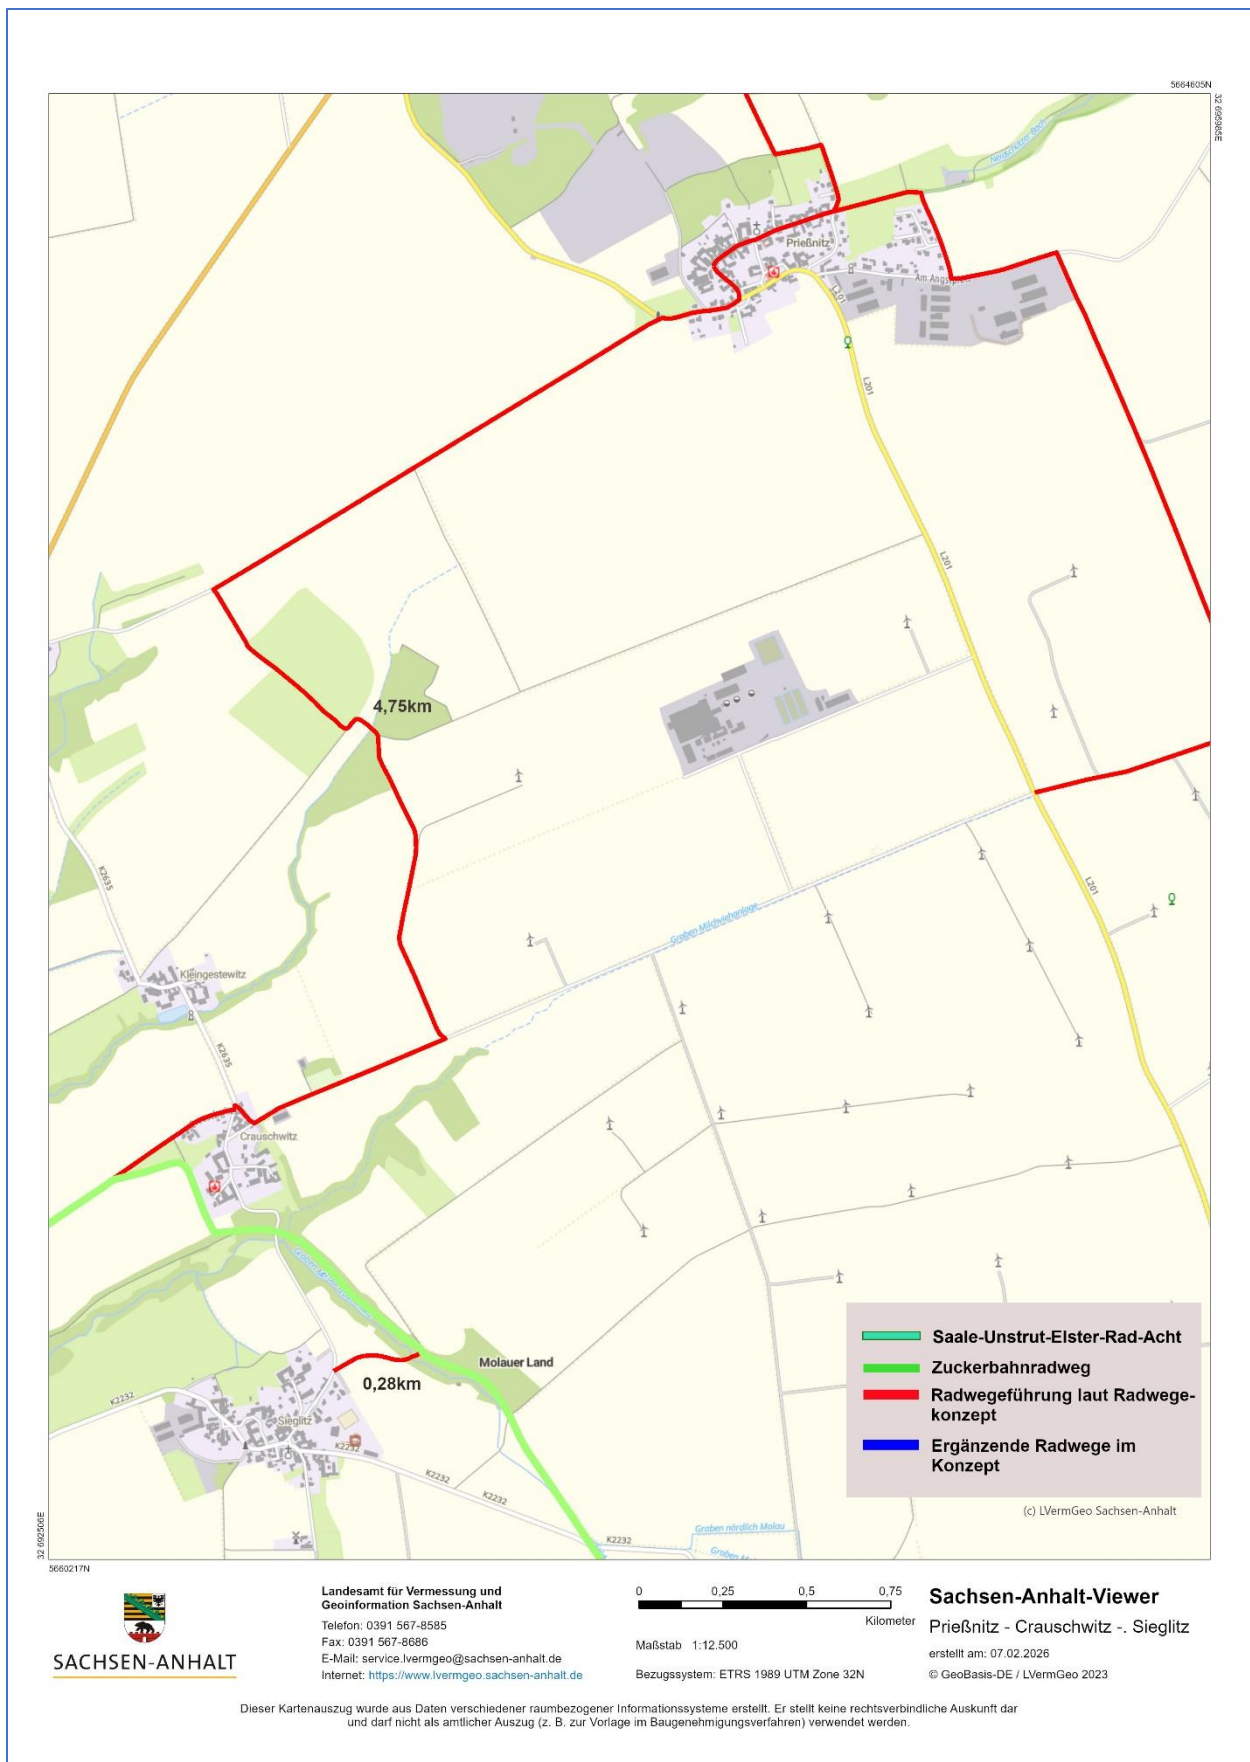 5664605N
32 695985E
Neidschützer Bach
Prießnitz
Am Angerteich
L201
L201
L201
L201
4,75km
K2635
Graben Milchviehanlage
Kleingestewitz
K2635
Crauschwitz
Molauer Land
0,28km
K2232
Sieglitz
K2232
K2232
K2232
Graben nördlich Molau
Saale-Unstrut-Elster-Rad-Acht
Zuckerbahnradweg
Radwegeführung laut Radwege-
konzept
Ergänzende Radwege im
Konzept
(c) LVermGeo Sachsen-Anhalt
32 692506E
5660217N
SACHSEN-ANHALT
Landesamt für Vermessung und
Geoinformation Sachsen-Anhalt
Telefon: 0391 567-8585
Fax: 0391 567-8686
E-Mail: service.lvermgeo@sachsen-anhalt.de
Internet: https://www.lvermgeo.sachsen-anhalt.de
0 0,25 0,5 0,75
Kilometer
Maßstab 1:12.500
Bezugssystem: ETRS 1989 UTM Zone 32N
Sachsen-Anhalt-Viewer
Prießnitz - Crauschwitz -. Sieglitz
erstellt am: 07.02.2026
© GeoBasis-DE / LVermGeo 2023
Dieser Kartenauszug wurde aus Daten verschiedener raumbezogener Informationssysteme erstellt. Er stellt keine rechtsverbindliche Auskunft dar
und darf nicht als amtlicher Auszug (z. B. zur Vorlage im Baugenehmigungsverfahren) verwendet werden.